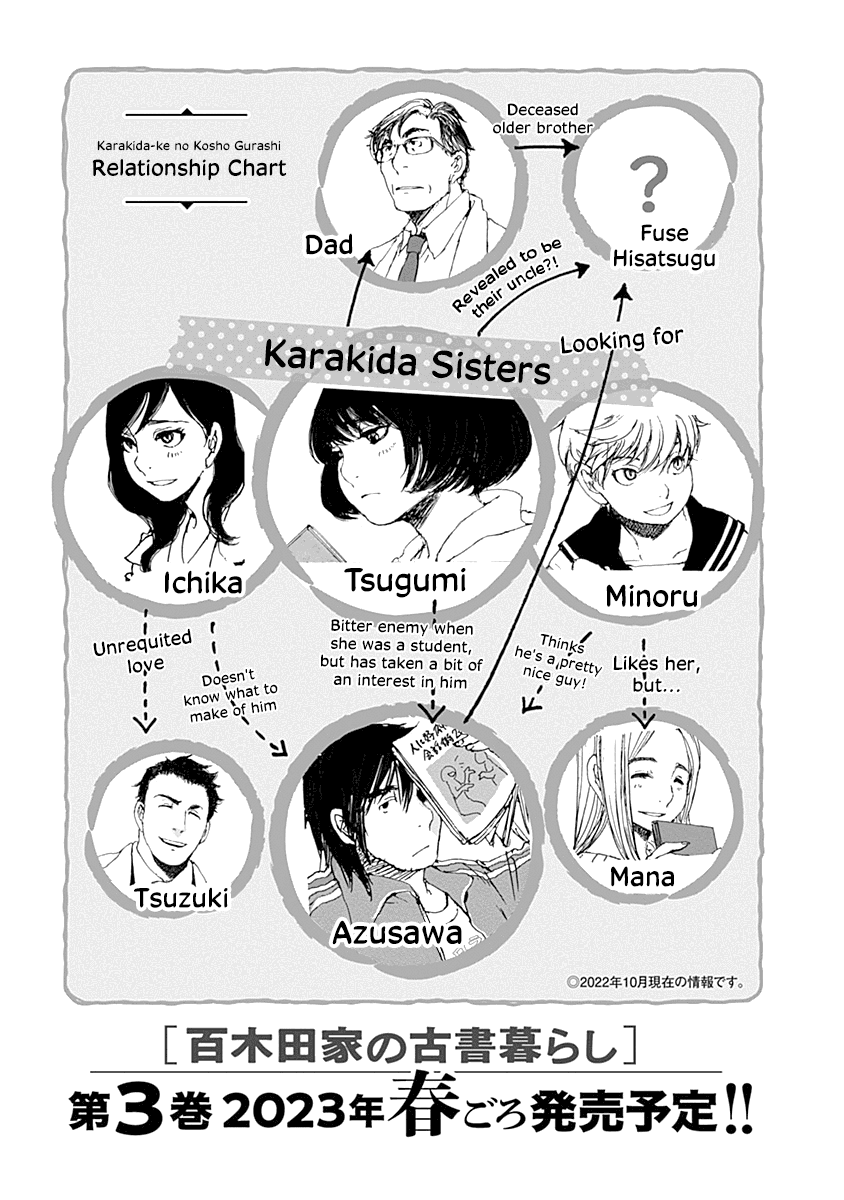 Karakida-ke no Kosho Gurashi
Relationship Chart
Deceased
older brother
?
Fuse
Hisatsugu
Dad
Revealed to be
their uncle?!
Looking for
Karakida Sisters
Ichika
Tsugumi
Minoru
Unrequited
love
Doesn't
know what to
make of him
Bitter enemy when
she was a student,
but has taken a bit of
an interest in him
Thinks
he's a pretty
nice guy!
Likes her,
but...
Tsuzuki
Azusawa
Mana
◎2022年10月現在の情報です。
[百木田家の古書暮らし]
第3巻 2023年春ごろ発売予定!!